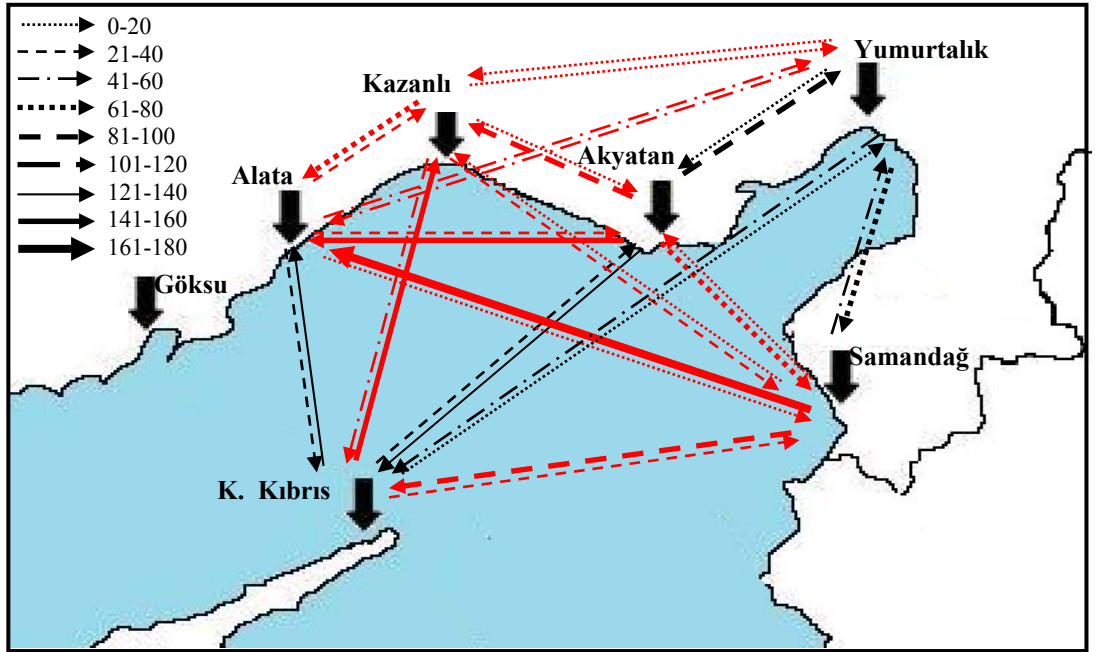 0-20
21-40
41-60
61-80
81-100
101-120
121-140
141-160
161-180
Yumurtalık
Kazanlı
Akyatan
Alata
Göksu
Samandağ
K. Kıbrıs